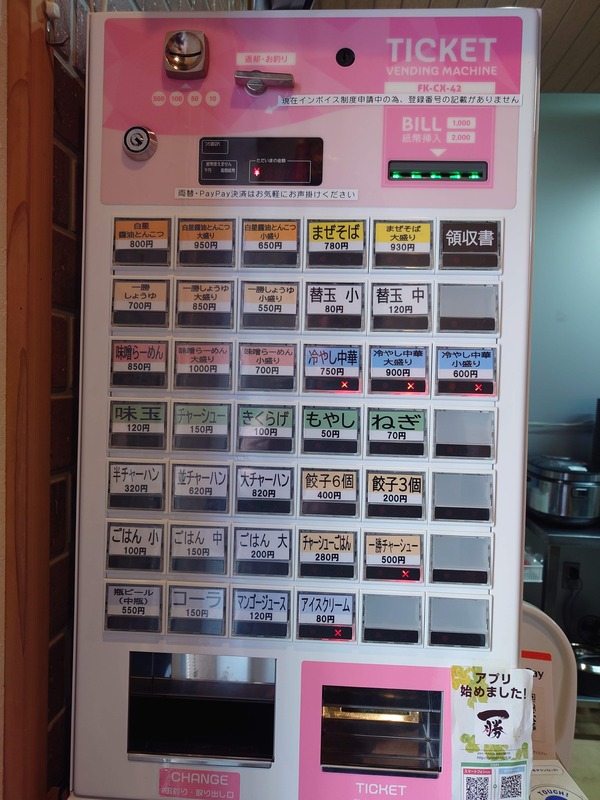 TICKET
VENDING MACHINE
FK-CX-42
返却・お釣り
500 100 50 10
現在インボイス制度申請中の為、登録番号の記載がありません
BILL 1,000
紙幣挿入 2,000
ただいまの金額
両替・PayPay決済はお気軽にお声掛けください
白星
醤油とんこつ
800円
白星醤油とんこつ
大盛り
950円
白星醤油とんこつ
小盛り
650円
まぜそば
780円
まぜそば
大盛り
930円
領収書
一勝
しょうゆ
700円
一勝しょうゆ
大盛り
850円
一勝しょうゆ
小盛り
550円
替玉 小
80円
替玉 中
120円
味噌らーめん
850円
味噌らーめん
大盛り
1000円
味噌らーめん
小盛り
700円
冷やし中華
750円
冷やし中華
大盛り
900円
冷やし中華
小盛り
600円
味玉
120円
チャーシュー
150円
きくらげ
100円
もやし
50円
ねぎ
70円
半チャーハン
320円
並チャーハン
620円
大チャーハン
820円
餃子6個
400円
餃子3個
200円
ごはん 小
100円
ごはん 中
150円
ごはん 大
200円
チャーシューごはん
280円
一勝チャーシュー
500円
瓶ビール
(中瓶)
550円
コーラ
150円
マンゴージュース
120円
アイスクリーム
80円
CHANGE
お釣り・取り出し口
TICKET
アプリ
始めました!
一勝
Pay
TOUCH!